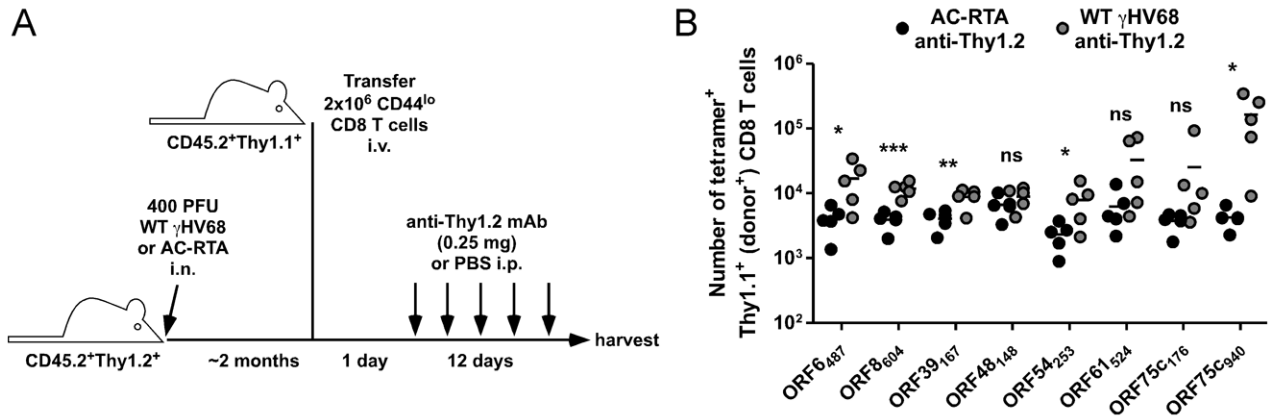 A
CD45.2⁺Thy1.1⁺
Transfer
2x10⁶ CD44ˡᵒ
CD8 T cells
i.v.
400 PFU
WT γHV68
or AC-RTA
i.n.
anti-Thy1.2 mAb
(0.25 mg)
or PBS i.p.
CD45.2⁺Thy1.2⁺
~2 months
1 day
12 days
harvest
B
AC-RTA
anti-Thy1.2
WT γHV68
anti-Thy1.2
Number of tetramer⁺
Thy1.1⁺ (donor⁺) CD8 T cells
10⁶
10⁵
10⁴
10³
10²
*
***
**
ns
*
ns
ns
*
ORF6₄₈₇
ORF8₆₀₄
ORF39₁₆₇
ORF48₁₄₈
ORF54₂₅₃
ORF61₅₂₄
ORF75c₁₇₆
ORF75c₉₄₀